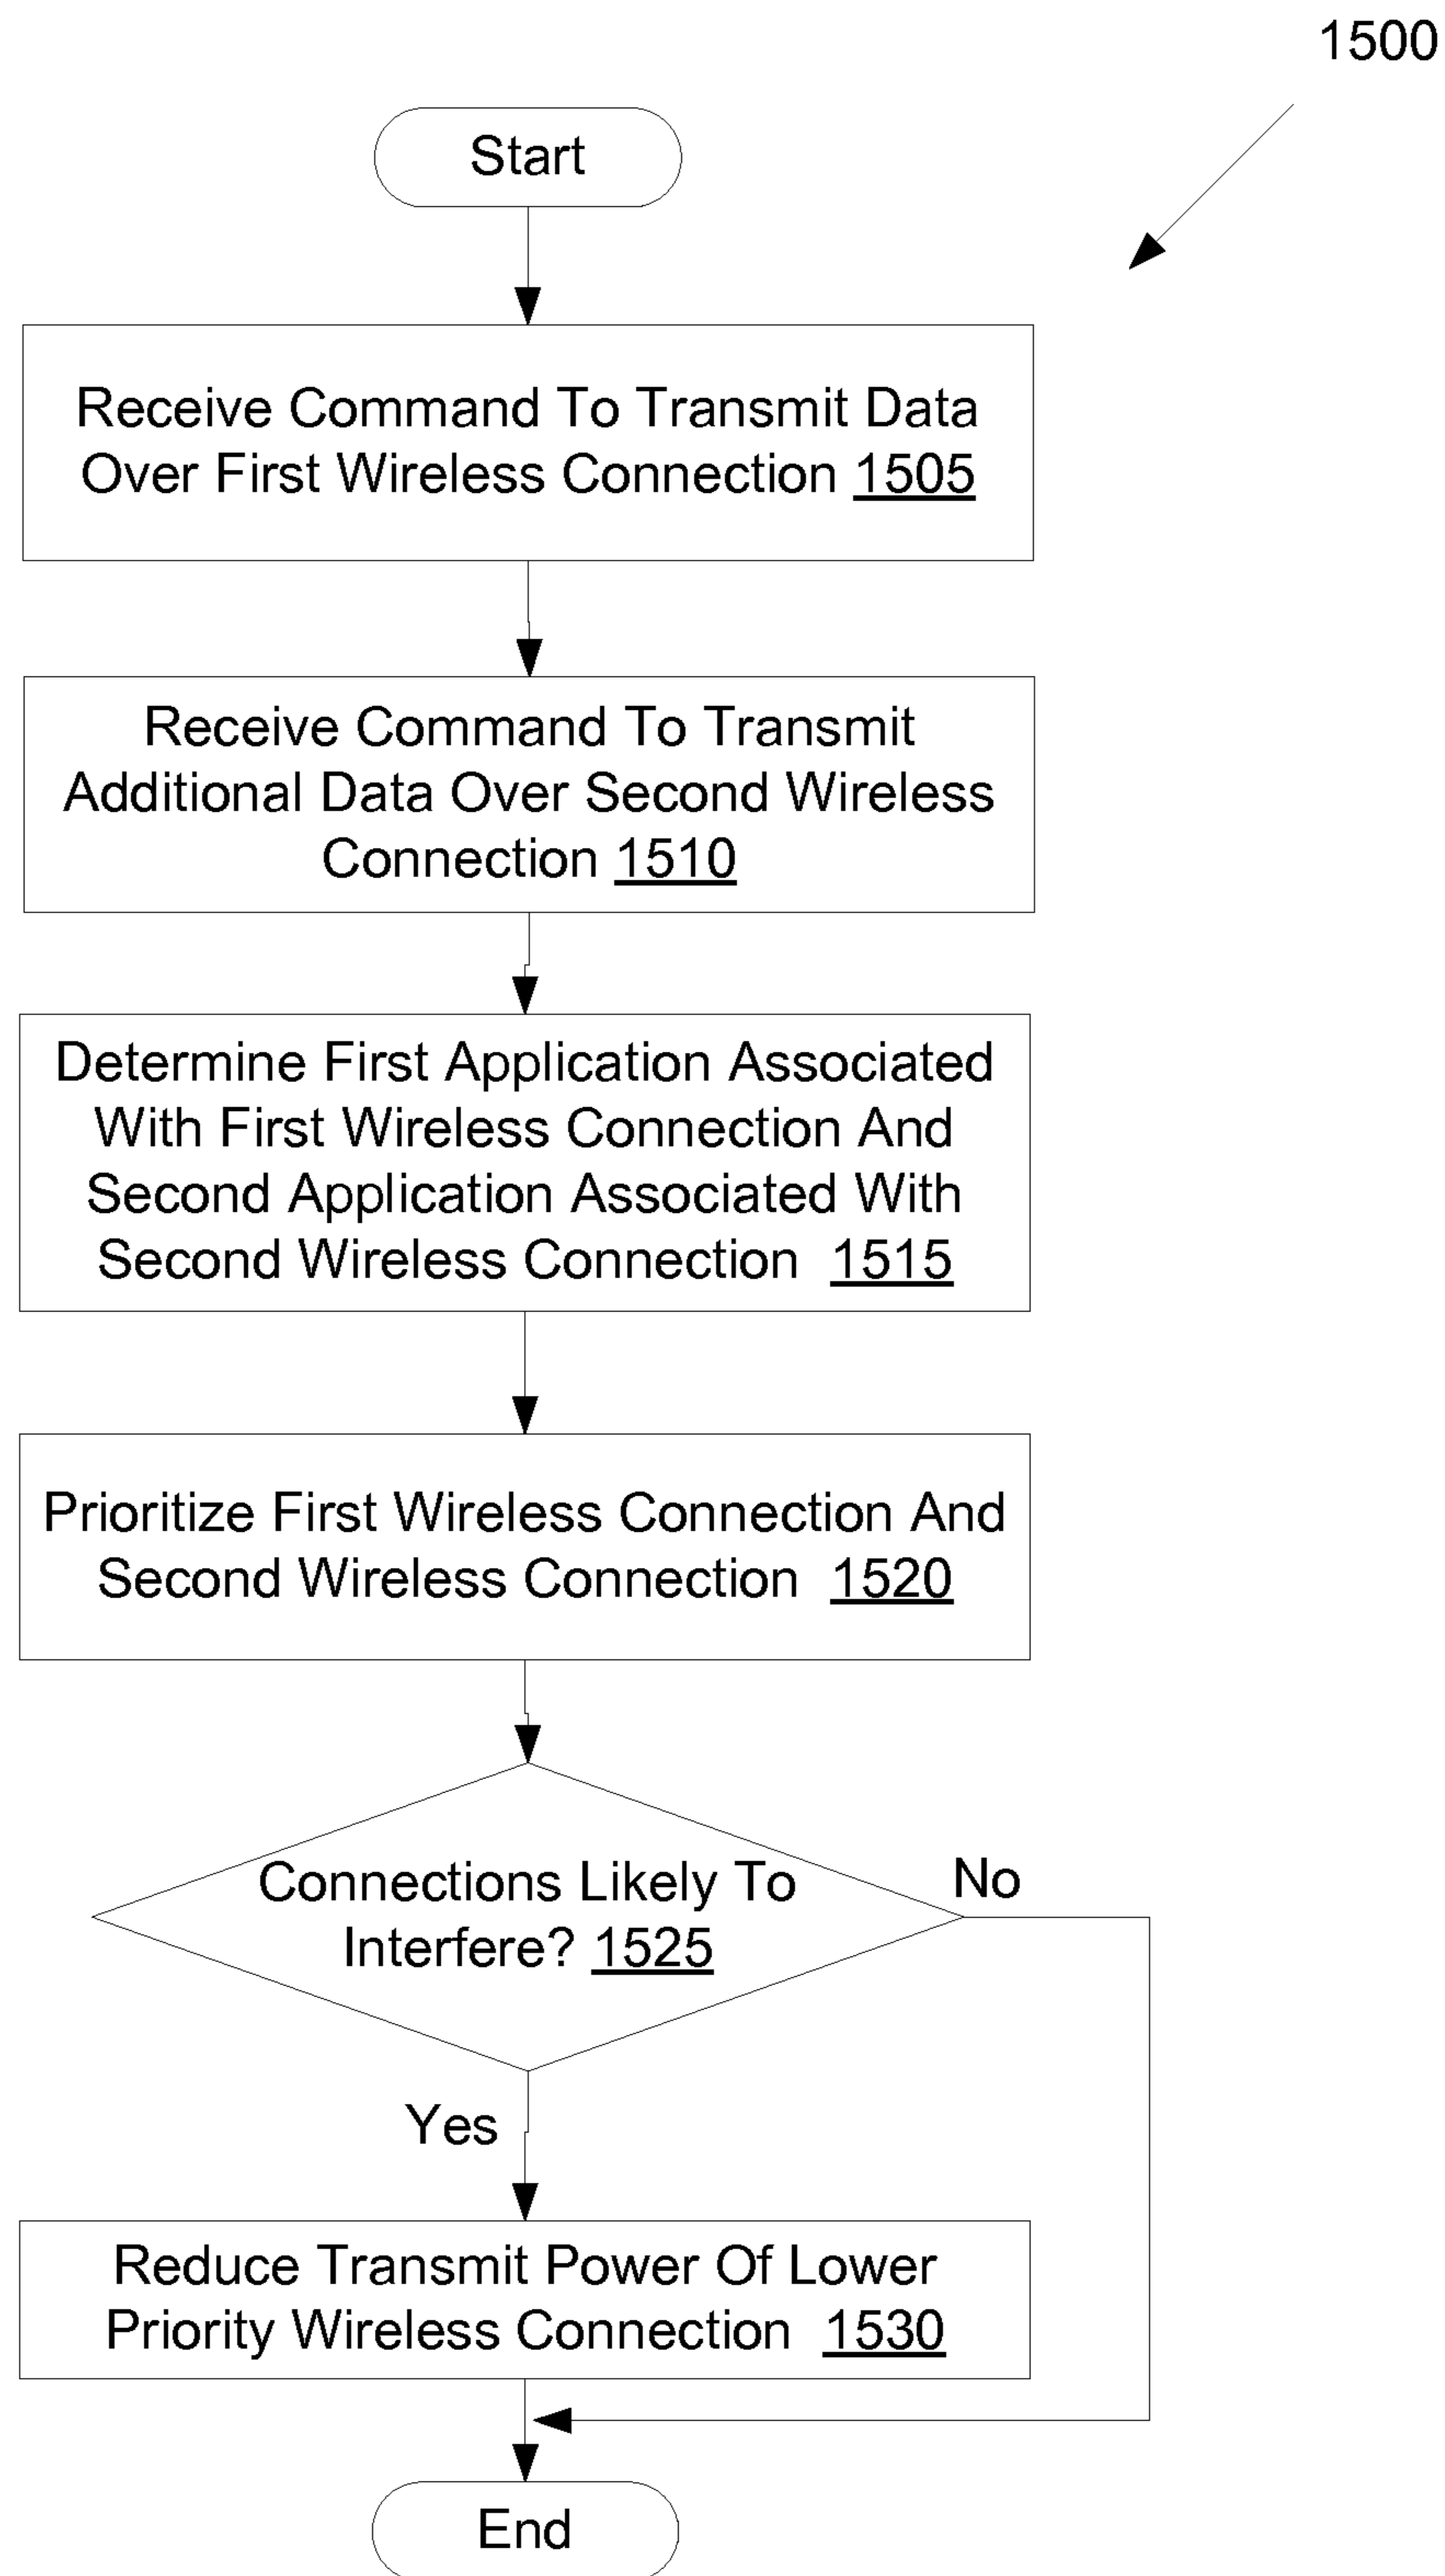 1500
Start
Receive Command To Transmit Data
Over First Wireless Connection 1505
Receive Command To Transmit
Additional Data Over Second Wireless
Connection 1510
Determine First Application Associated
With First Wireless Connection And
Second Application Associated With
Second Wireless Connection 1515
Prioritize First Wireless Connection And
Second Wireless Connection 1520
Connections Likely To
Interfere? 1525
No
Yes
Reduce Transmit Power Of Lower
Priority Wireless Connection 1530
End